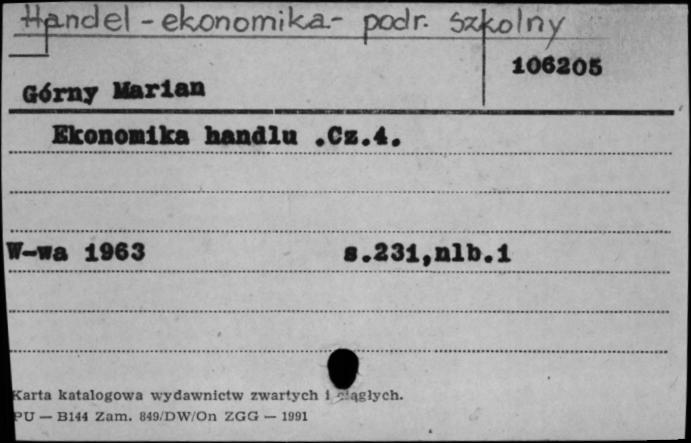 Handel - ekonomika - podr. szkolny
106205
Górny Marian
Ekonomika handlu .Cz.4.
W-wa 1963 s.231,nlb.1
Karta katalogowa wydawnictw zwartych i ciągłych.
PU — B144 Zam. 849/DW/On ZGG — 1991